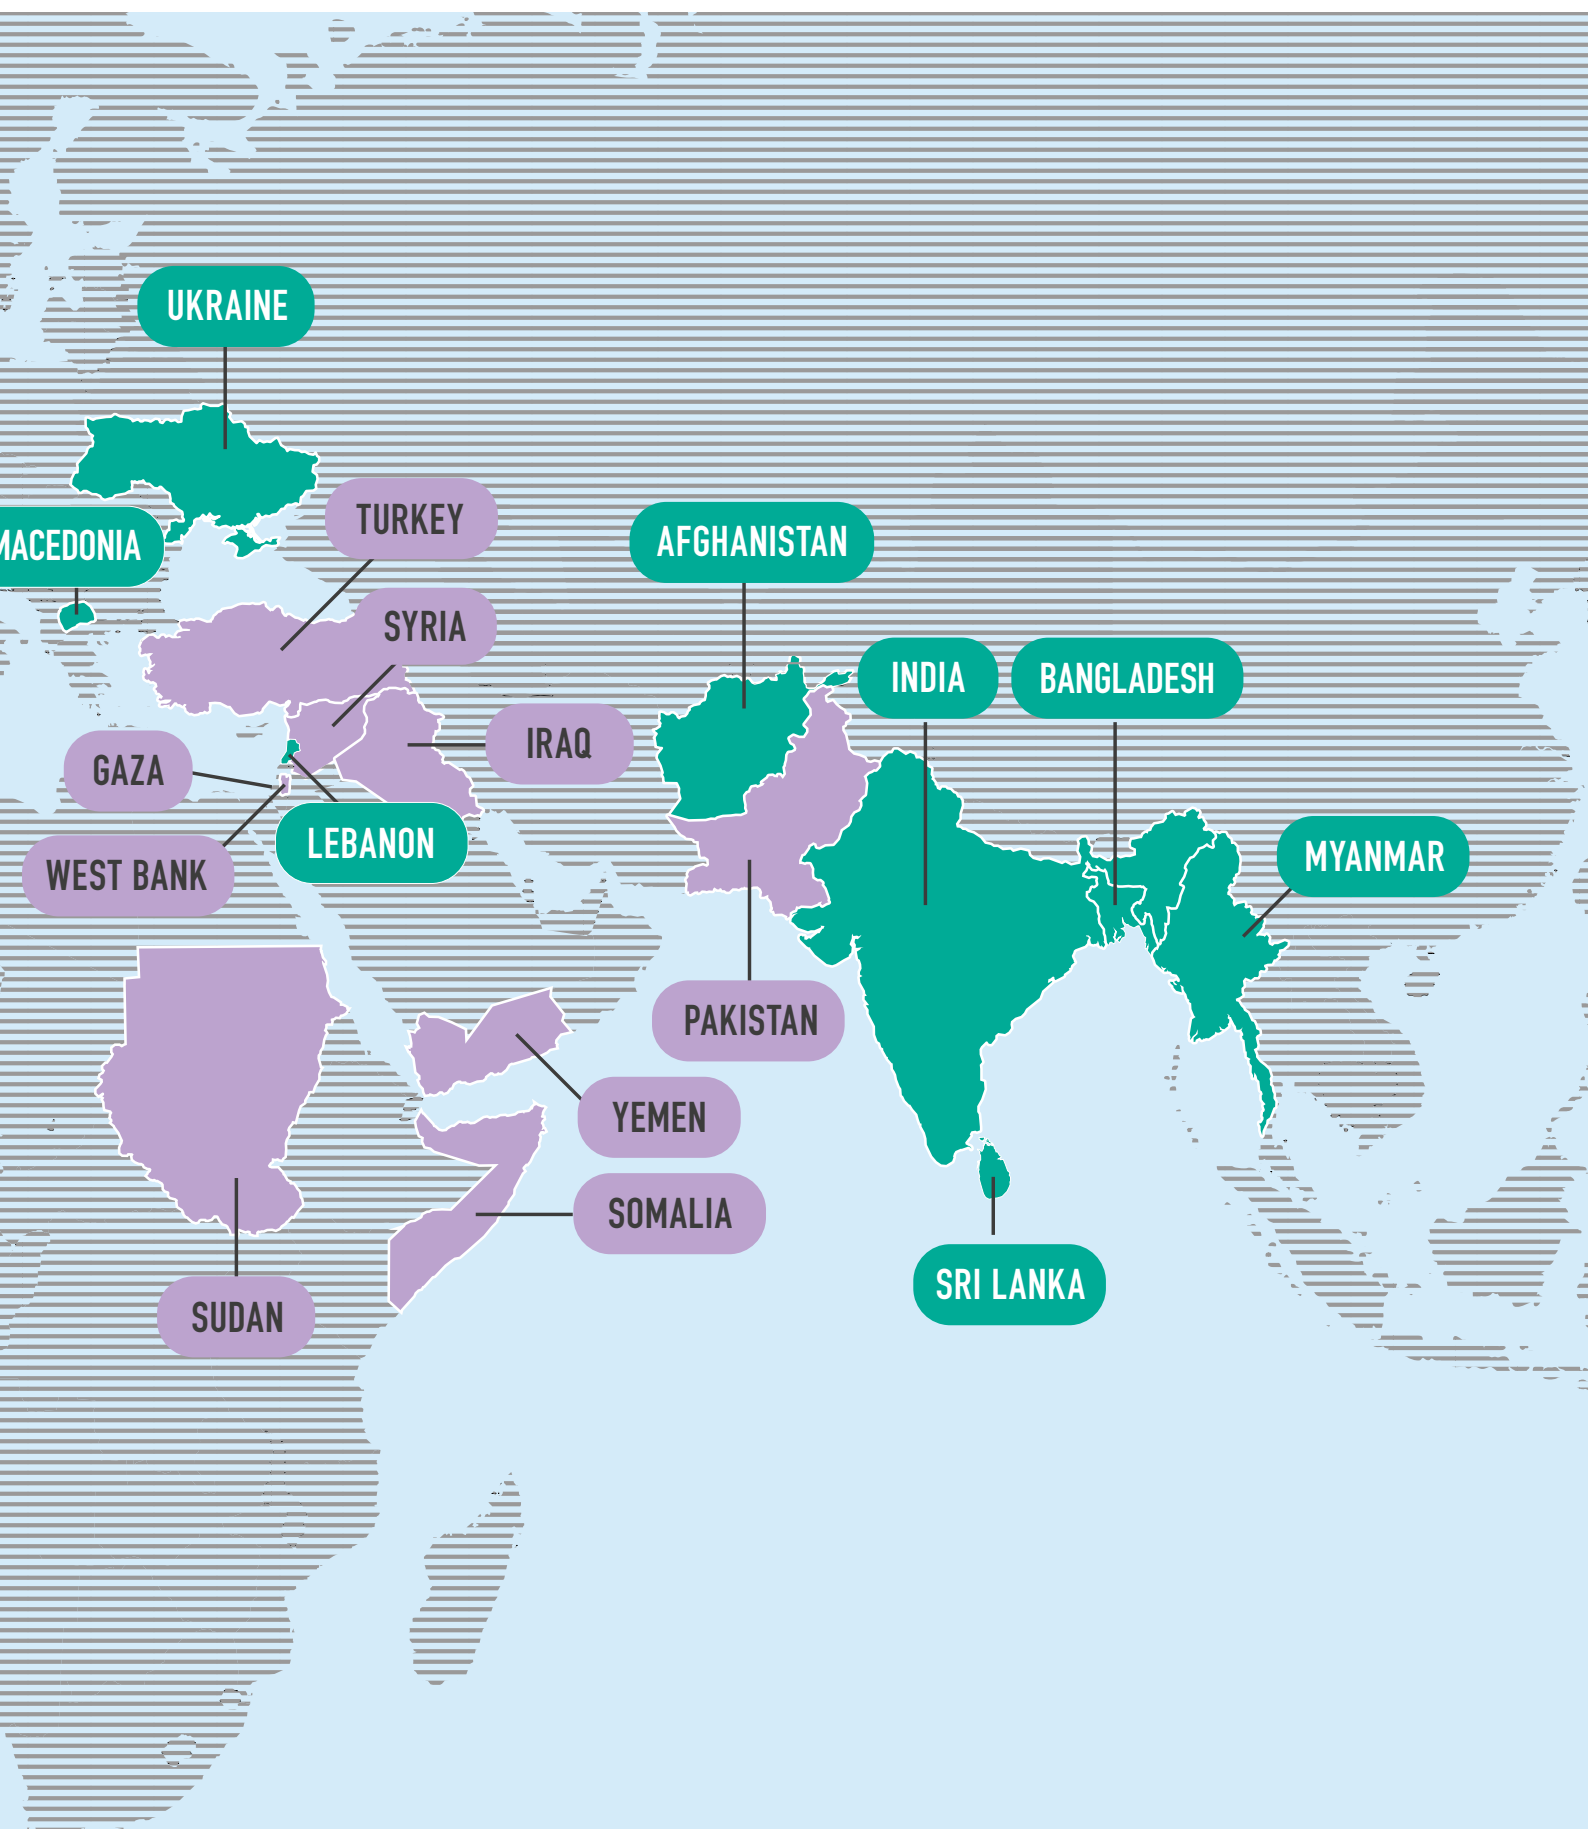 UKRAINE
TURKEY
MACEDONIA
AFGHANISTAN
SYRIA
INDIA
BANGLADESH
IRAQ
GAZA
LEBANON
MYANMAR
WEST BANK
PAKISTAN
YEMEN
SOMALIA
SRI LANKA
SUDAN